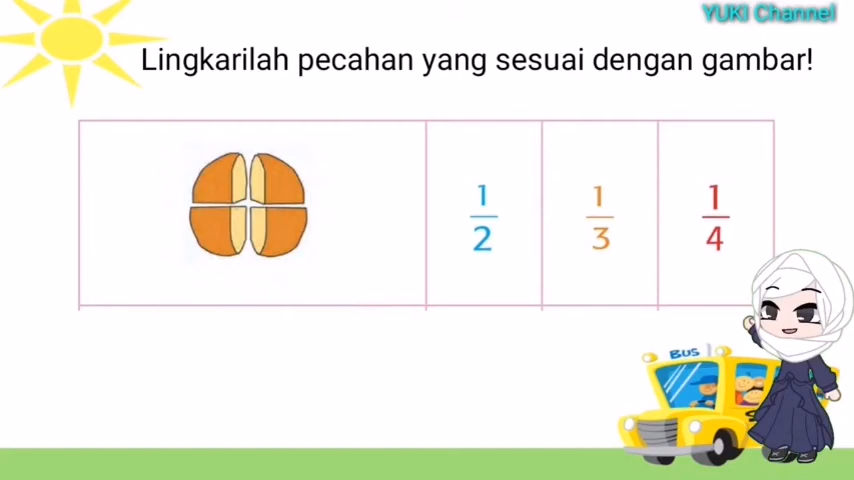 YUKI Channel
Lingkarilah pecahan yang sesuai dengan gambar!
1/2 1/3 1/4
BUS